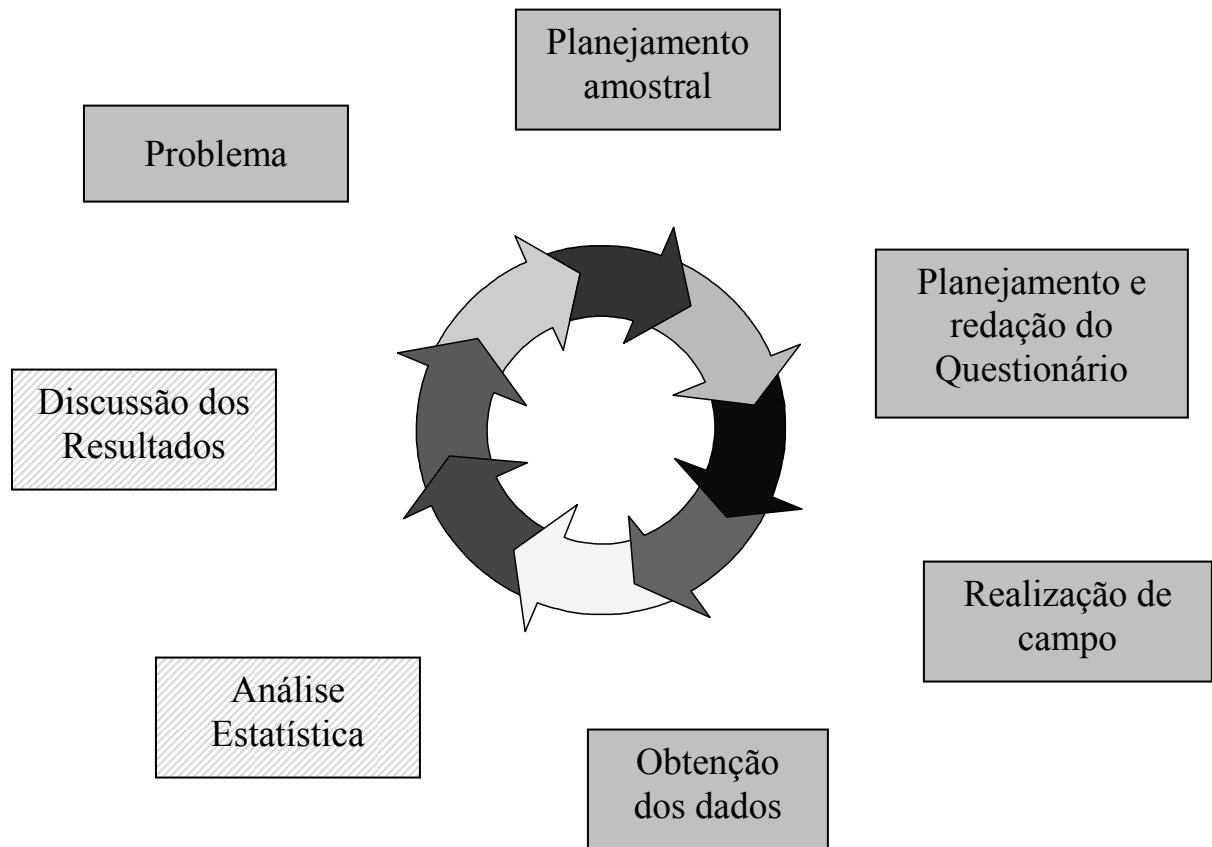 Planejamento
amostral
Problema
Planejamento e
redação do
Questionário
Discussão dos
Resultados
Realização de
campo
Análise
Estatística
Obtenção
dos dados